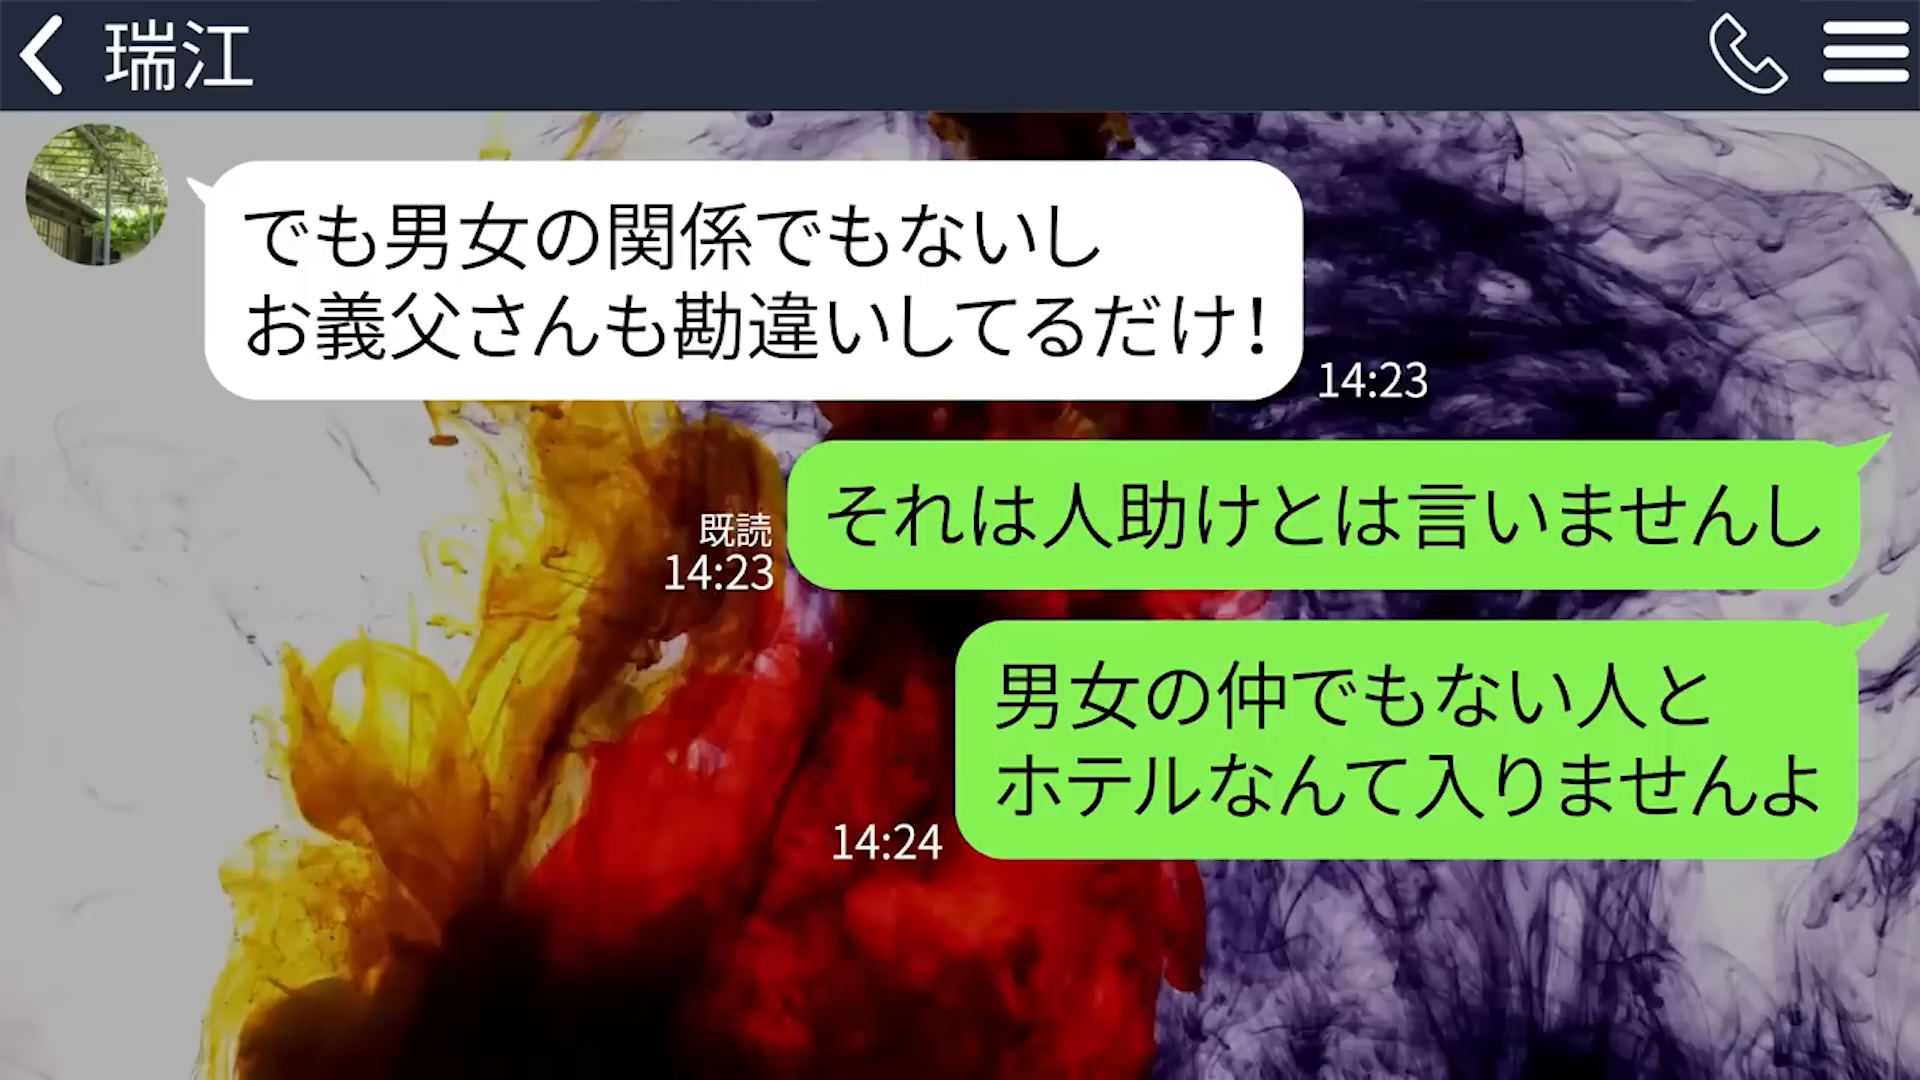 瑞江
でも男女の関係でもないし
お義父さんも勘違いしてるだけ！
14:23
それは人助けとは言いませんし
既読
14:23
男女の仲でもない人と
ホテルなんて入りませんよ
14:24